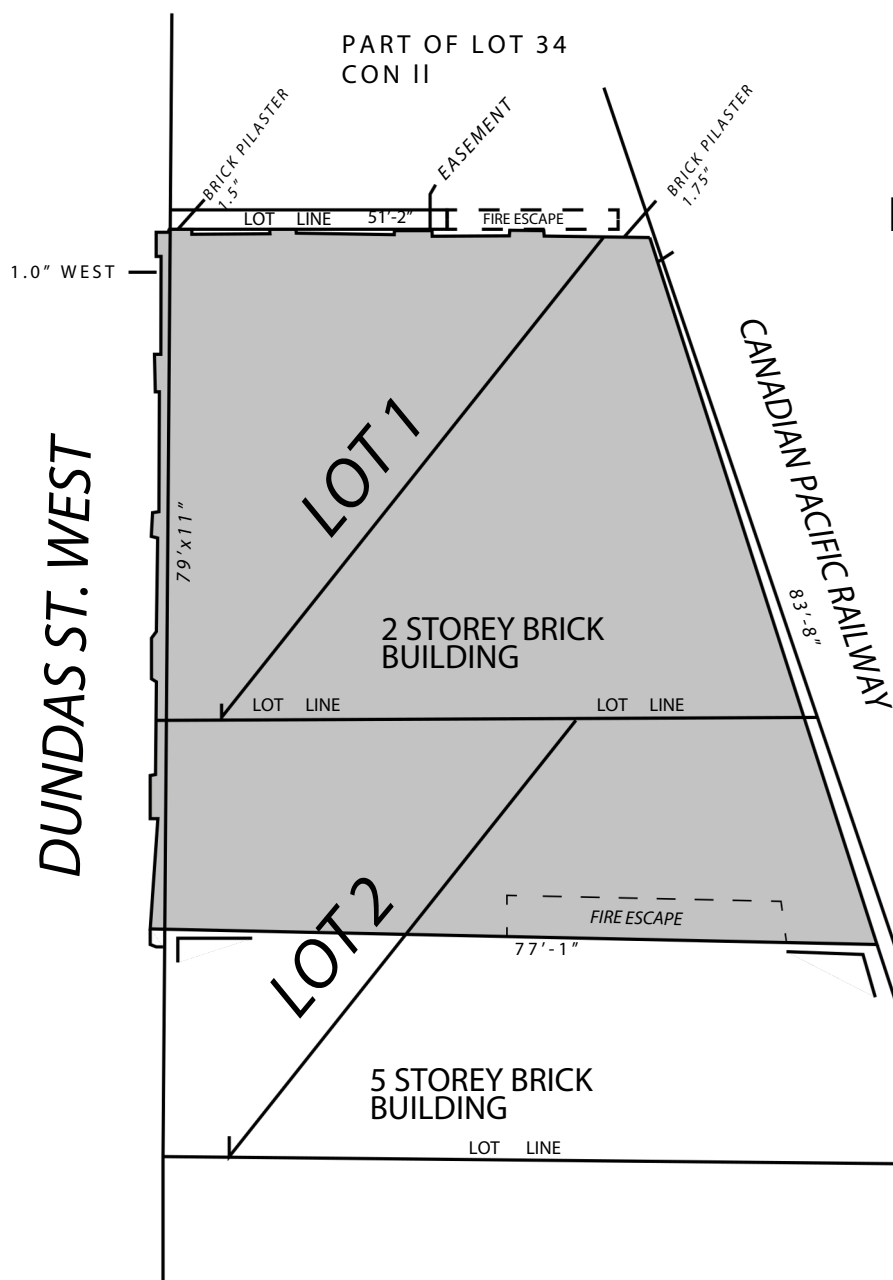 PART OF LOT 34
CON II
BRICK PILASTER
1.5"
EASEMENT
BRICK PILASTER
1.75"
LOT LINE 51'-2"
FIRE ESCAPE
1.0" WEST
CANADIAN PACIFIC RAILWAY
LOT 1
DUNDAS ST. WEST
79'x11"
83'-8"
2 STOREY BRICK
BUILDING
LOT LINE
LOT LINE
LOT 2
FIRE ESCAPE
77'-1"
5 STOREY BRICK
BUILDING
LOT LINE